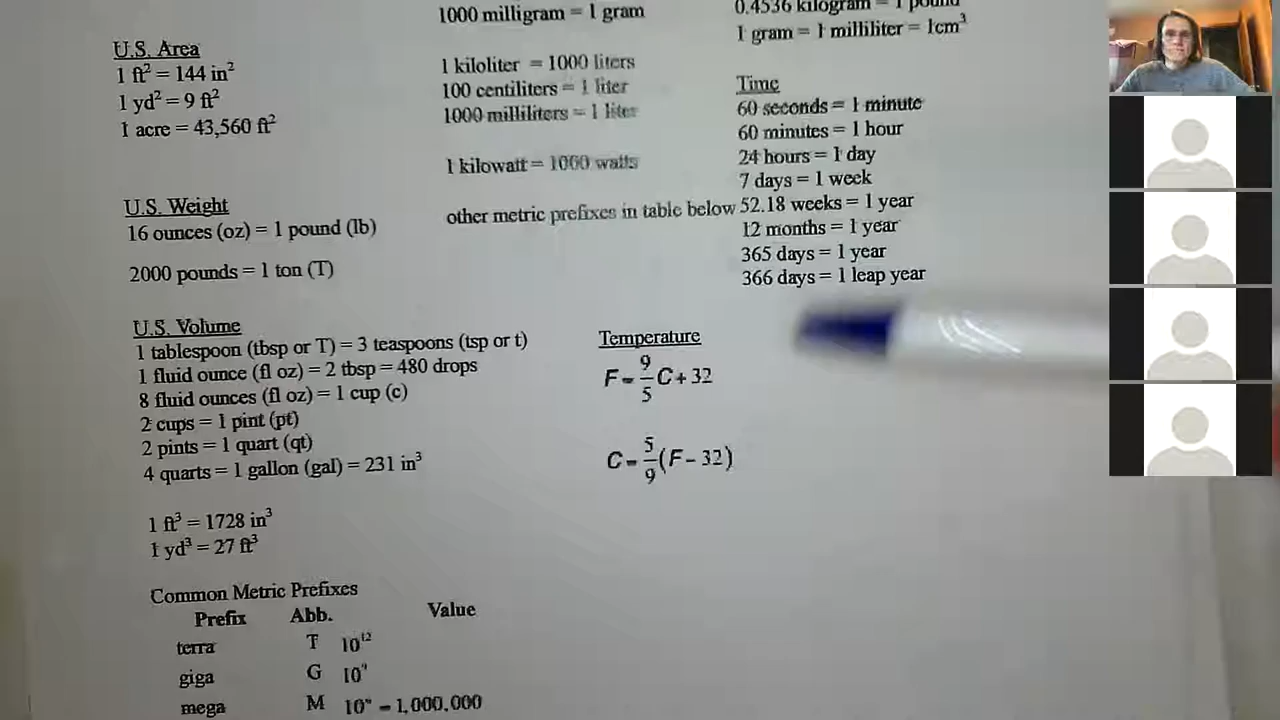 U.S. Area
1 ft² = 144 in²
1 yd² = 9 ft²
1 acre = 43,560 ft²
U.S. Weight
16 ounces (oz) = 1 pound (lb)
2000 pounds = 1 ton (T)
U.S. Volume
1 tablespoon (tbsp or T) = 3 teaspoons (tsp or t)
1 fluid ounce (fl oz) = 2 tbsp = 480 drops
8 fluid ounces (fl oz) = 1 cup (c)
2 cups = 1 pint (pt)
2 pints = 1 quart (qt)
4 quarts = 1 gallon (gal) = 231 in³
1 ft³ = 1728 in³
1 yd³ = 27 ft³
1000 milligram = 1 gram
1 kiloliter = 1000 liters
100 centiliters = 1 liter
1000 milliliters = 1 liter
1 kilowatt = 1000 watts
other metric prefixes in table below
0.4536 kilogram = 1 pound
1 gram = 1 milliliter = 1cm³
Time
60 seconds = 1 minute
60 minutes = 1 hour
24 hours = 1 day
7 days = 1 week
52.18 weeks = 1 year
12 months = 1 year
365 days = 1 year
366 days = 1 leap year
Temperature
F = 9/5 C + 32
C = 5/9 (F – 32)
Common Metric Prefixes
Prefix Abb. Value
terra T 10¹²
giga G 10⁹
mega M 10⁶ = 1,000,000